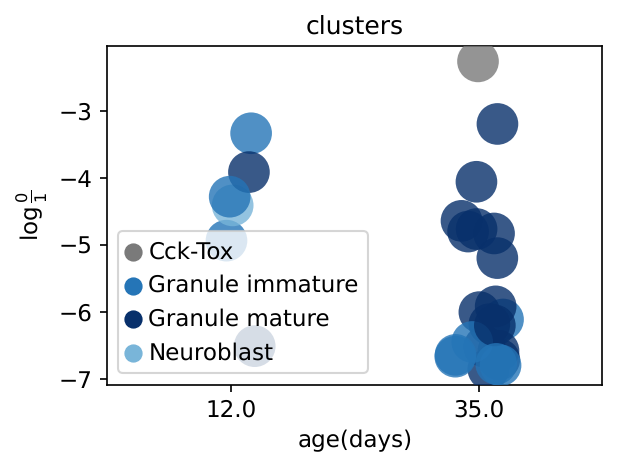 clusters
−3
−4
−5
−6
−7
log 0/1
Cck-Tox
Granule immature
Granule mature
Neuroblast
12.0
35.0
age(days)